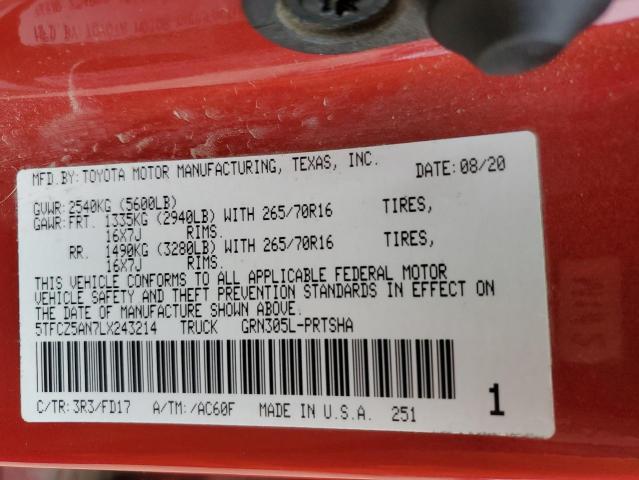 MFD.BY:TOYOTA MOTOR MANUFACTURING, TEXAS, INC. DATE:08/20
GVWR:2540KG (5600LB)
GAWR:FRT. 1335KG (2940LB) WITH 265/70R16 TIRES,
16X7J RIMS.
RR. 1490KG (3280LB) WITH 265/70R16 TIRES,
16X7J RIMS.
THIS VEHICLE CONFORMS TO ALL APPLICABLE FEDERAL MOTOR
VEHICLE SAFETY AND THEFT PREVENTION STANDARDS IN EFFECT ON
THE DATE OF MANUFACTURE SHOWN ABOVE.
5TFCZ5AN7LX243214 TRUCK GRN305L-PRTSHA
C/TR:3R3/FD17 A/TM:/AC60F MADE IN U.S.A. 251 1